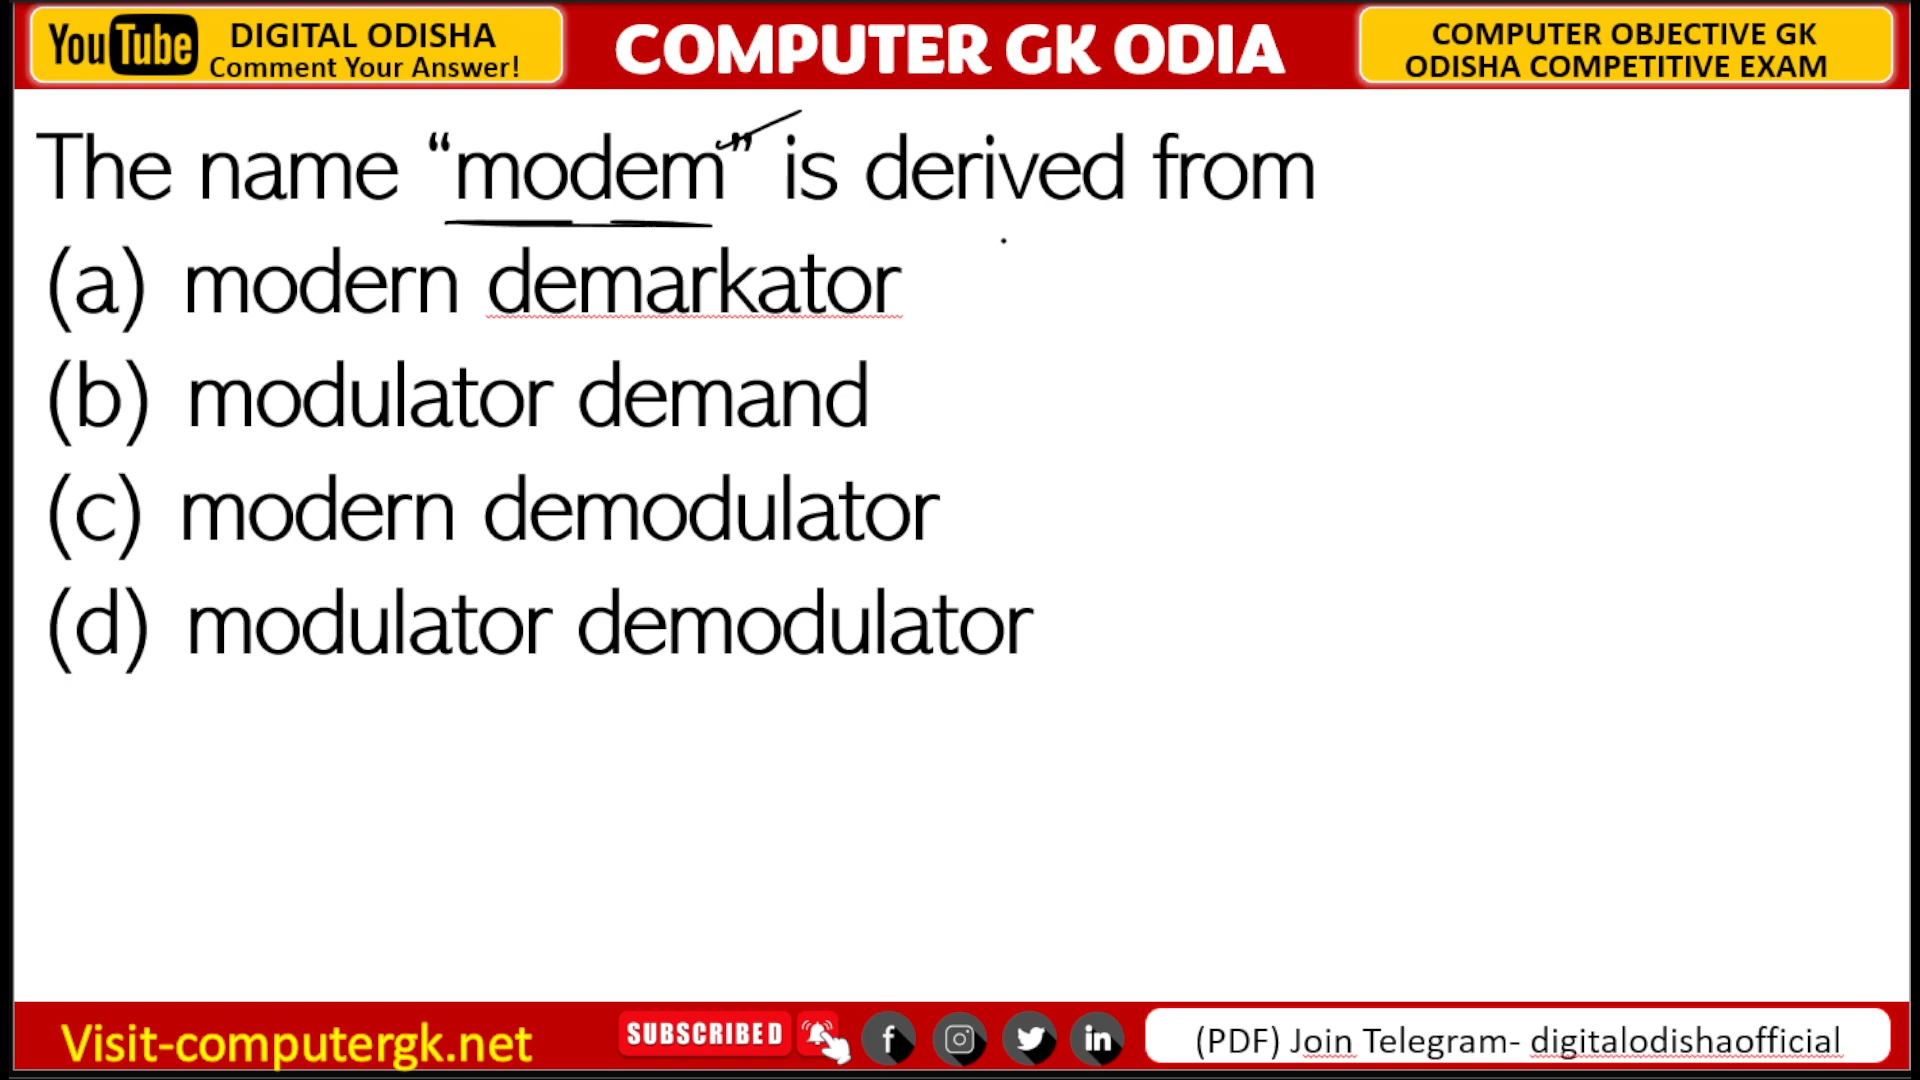 YouTube DIGITAL ODISHA
Comment Your Answer!
COMPUTER GK ODIA
COMPUTER OBJECTIVE GK
ODISHA COMPETITIVE EXAM
The name “modem” is derived from
(a) modern demarkator
(b) modulator demand
(c) modern demodulator
(d) modulator demodulator
Visit-computergk.net
SUBSCRIBED
f
in
(PDF) Join Telegram- digitalodishaofficial